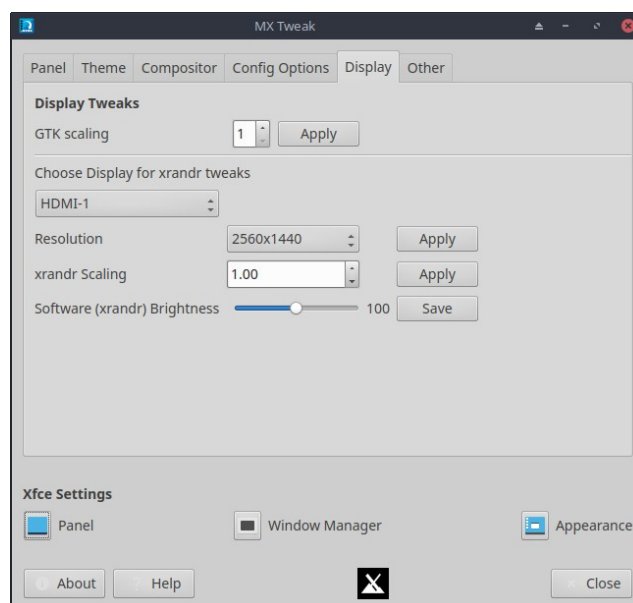 MX Tweak
Panel Theme Compositor Config Options Display Other
Display Tweaks
GTK scaling 1 Apply
Choose Display for xrandr tweaks
HDMI-1
Resolution 2560x1440 Apply
xrandr Scaling 1.00 Apply
Software (xrandr) Brightness 100 Save
Xfce Settings
Panel Window Manager Appearance
About Help Close